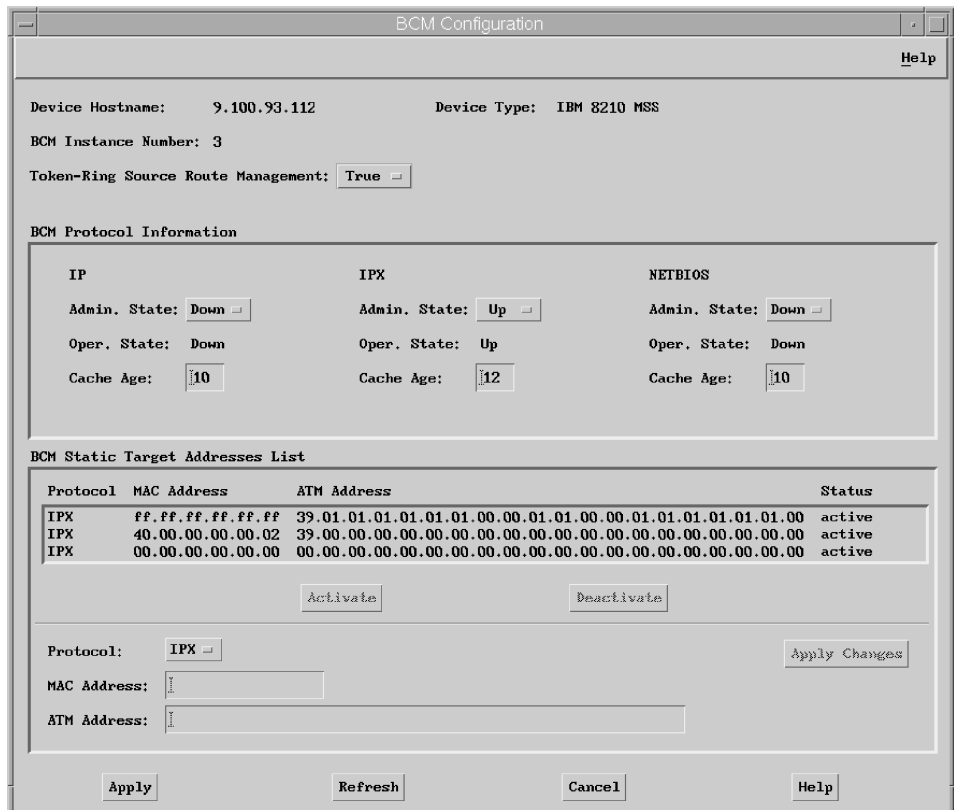 BCM Configuration
Help
Device Hostname: 9.100.93.112 Device Type: IBM 8210 MSS
BCM Instance Number: 3
Token-Ring Source Route Management: True
BCM Protocol Information
IP IPX NETBIOS
Admin. State: Down Admin. State: Up Admin. State: Down
Oper. State: Down Oper. State: Up Oper. State: Down
Cache Age: 10 Cache Age: 12 Cache Age: 10
BCM Static Target Addresses List
Protocol MAC Address ATM Address Status
IPX ff.ff.ff.ff.ff.ff 39.01.01.01.01.01.01.00.00.01.01.00.00.01.01.01.01.01.01.00 active
IPX 40.00.00.00.00.02 39.00.00.00.00.00.00.00.00.00.00.00.00.00.00.00.00.00.00.00 active
IPX 00.00.00.00.00.00 00.00.00.00.00.00.00.00.00.00.00.00.00.00.00.00.00.00.00.00 active
Activate Deactivate
Protocol: IPX Apply Changes
MAC Address:
ATM Address:
Apply Refresh Cancel Help